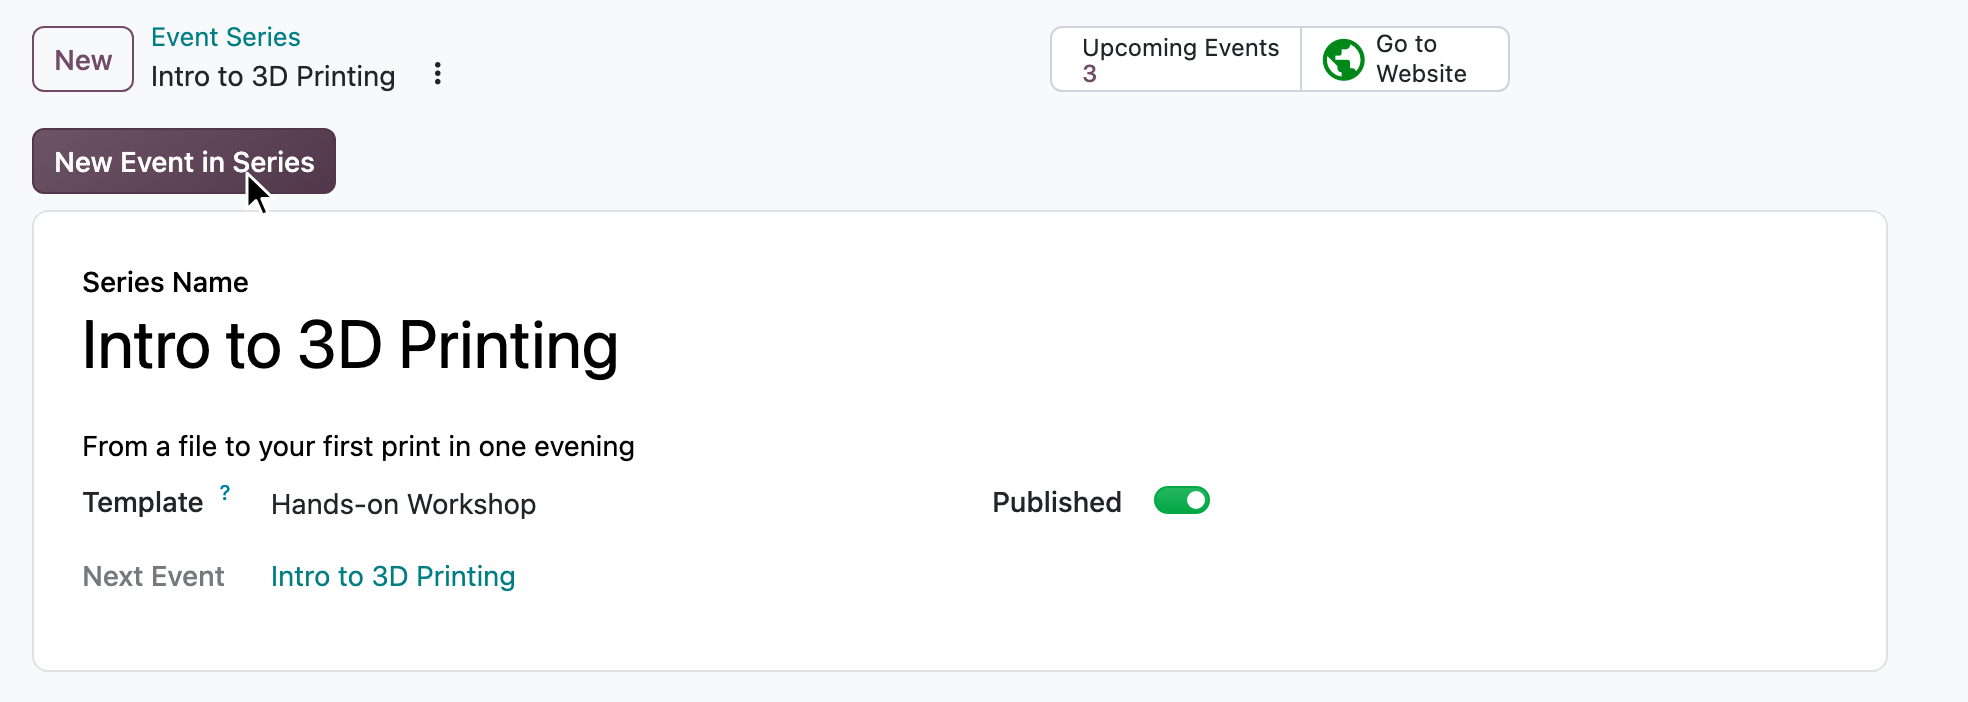 New
Event Series
Intro to 3D Printing
Upcoming Events
3
Go to
Website
New Event in Series
Series Name
Intro to 3D Printing
From a file to your first print in one evening
Template ? Hands-on Workshop
Published
Next Event Intro to 3D Printing